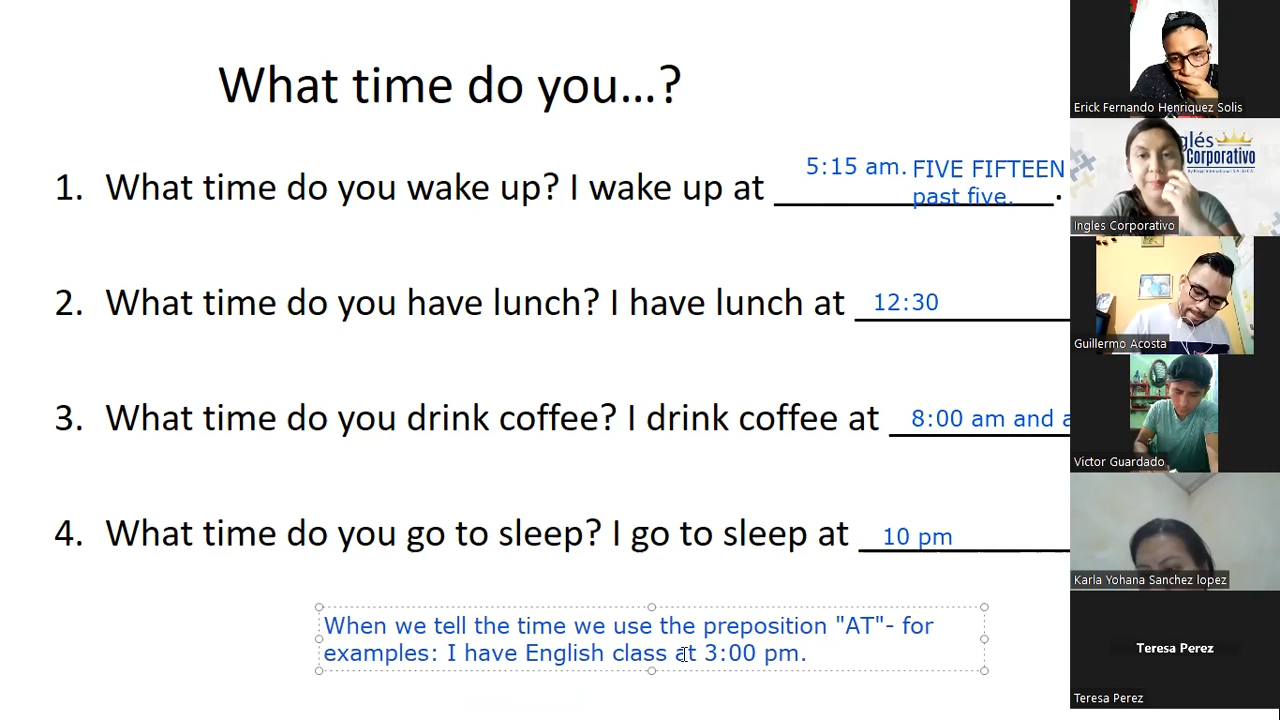 What time do you...?
1. What time do you wake up? I wake up at 5:15 am. FIVE FIFTEEN
past five.
2. What time do you have lunch? I have lunch at 12:30
3. What time do you drink coffee? I drink coffee at 8:00 am and a
4. What time do you go to sleep? I go to sleep at 10 pm
When we tell the time we use the preposition "AT"- for
examples: I have English class at 3:00 pm.
Erick Fernando Henriquez Solis
glés
Corporativo
Ingles Corporativo
Guillermo Acosta
Victor Guardado
Karla Yohana Sanchez lopez
Teresa Perez
Teresa Perez